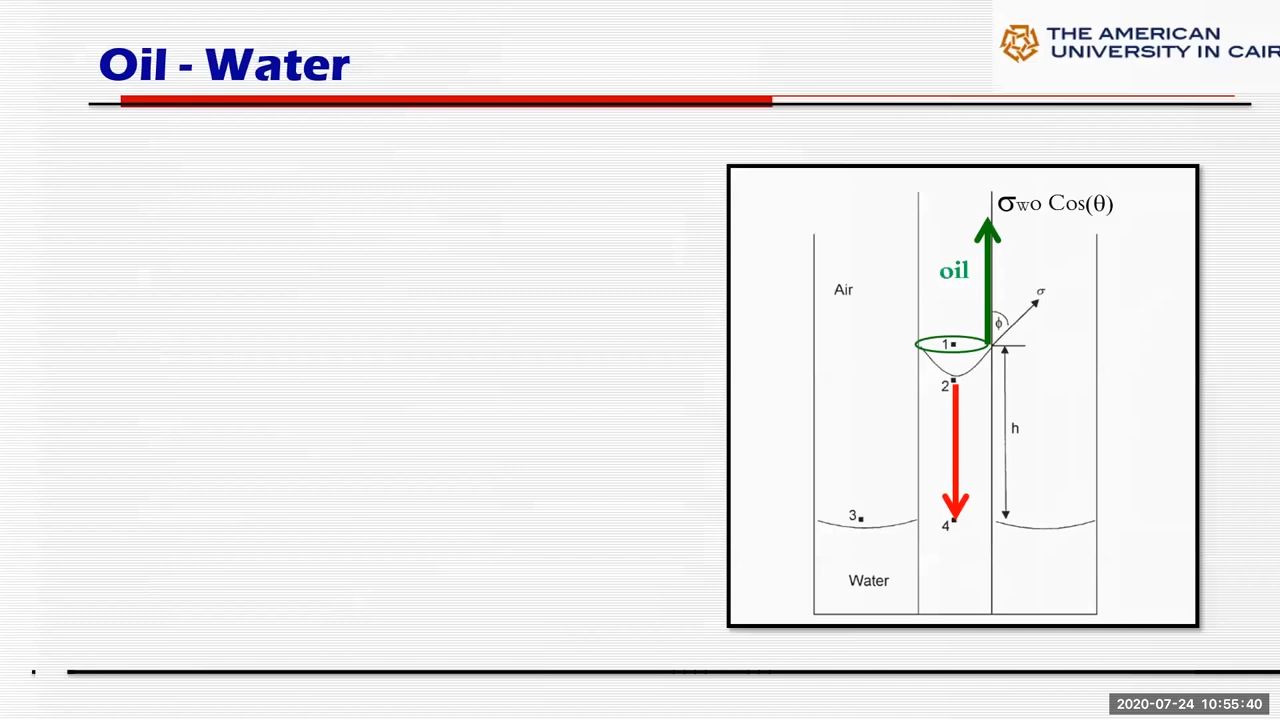 Oil - Water
THE AMERICAN
UNIVERSITY IN CAIR
σwo Cos(θ)
oil
Air
σ
ϕ
1
2
h
3
4
Water
2020-07-24 10:55:40